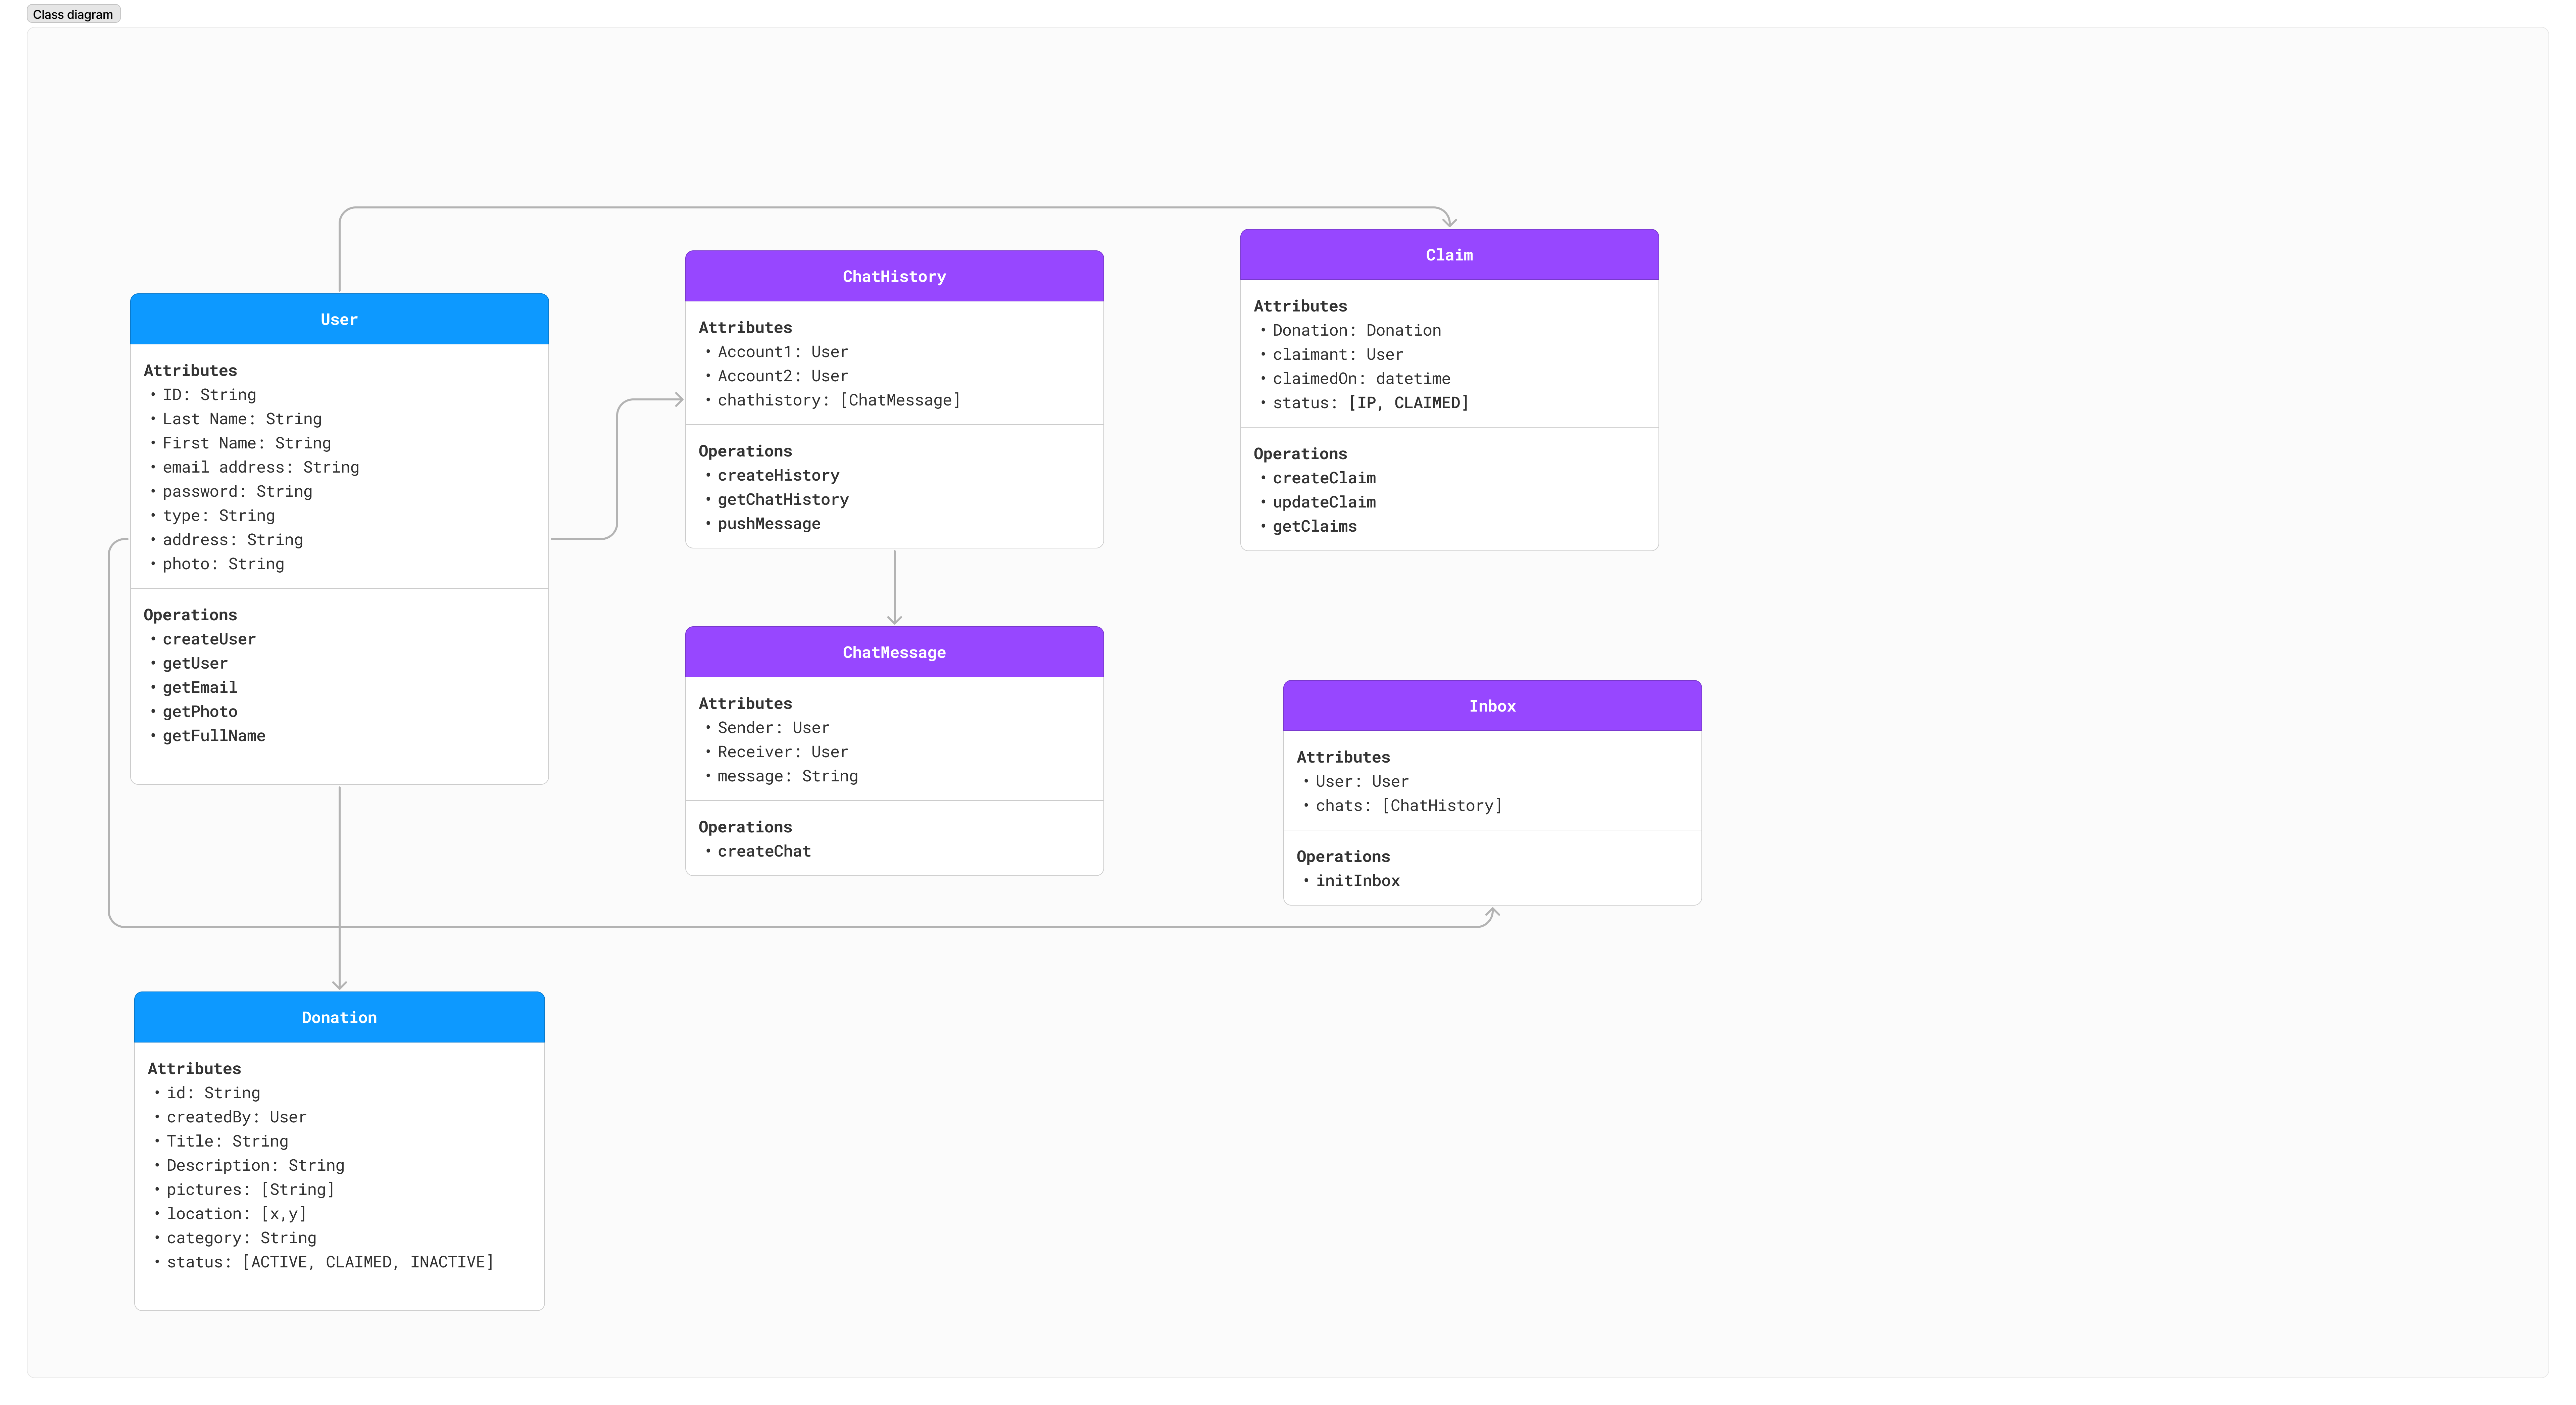 Class diagram
User
Attributes
• ID: String
• Last Name: String
• First Name: String
• email address: String
• password: String
• type: String
• address: String
• photo: String
Operations
• createUser
• getUser
• getEmail
• getPhoto
• getFullName
ChatHistory
Attributes
• Account1: User
• Account2: User
• chathistory: [ChatMessage]
Operations
• createHistory
• getChatHistory
• pushMessage
Claim
Attributes
• Donation: Donation
• claimant: User
• claimedOn: datetime
• status: [IP, CLAIMED]
Operations
• createClaim
• updateClaim
• getClaims
ChatMessage
Attributes
• Sender: User
• Receiver: User
• message: String
Operations
• createChat
Inbox
Attributes
• User: User
• chats: [ChatHistory]
Operations
• initInbox
Donation
Attributes
• id: String
• createdBy: User
• Title: String
• Description: String
• pictures: [String]
• location: [x,y]
• category: String
• status: [ACTIVE, CLAIMED, INACTIVE]